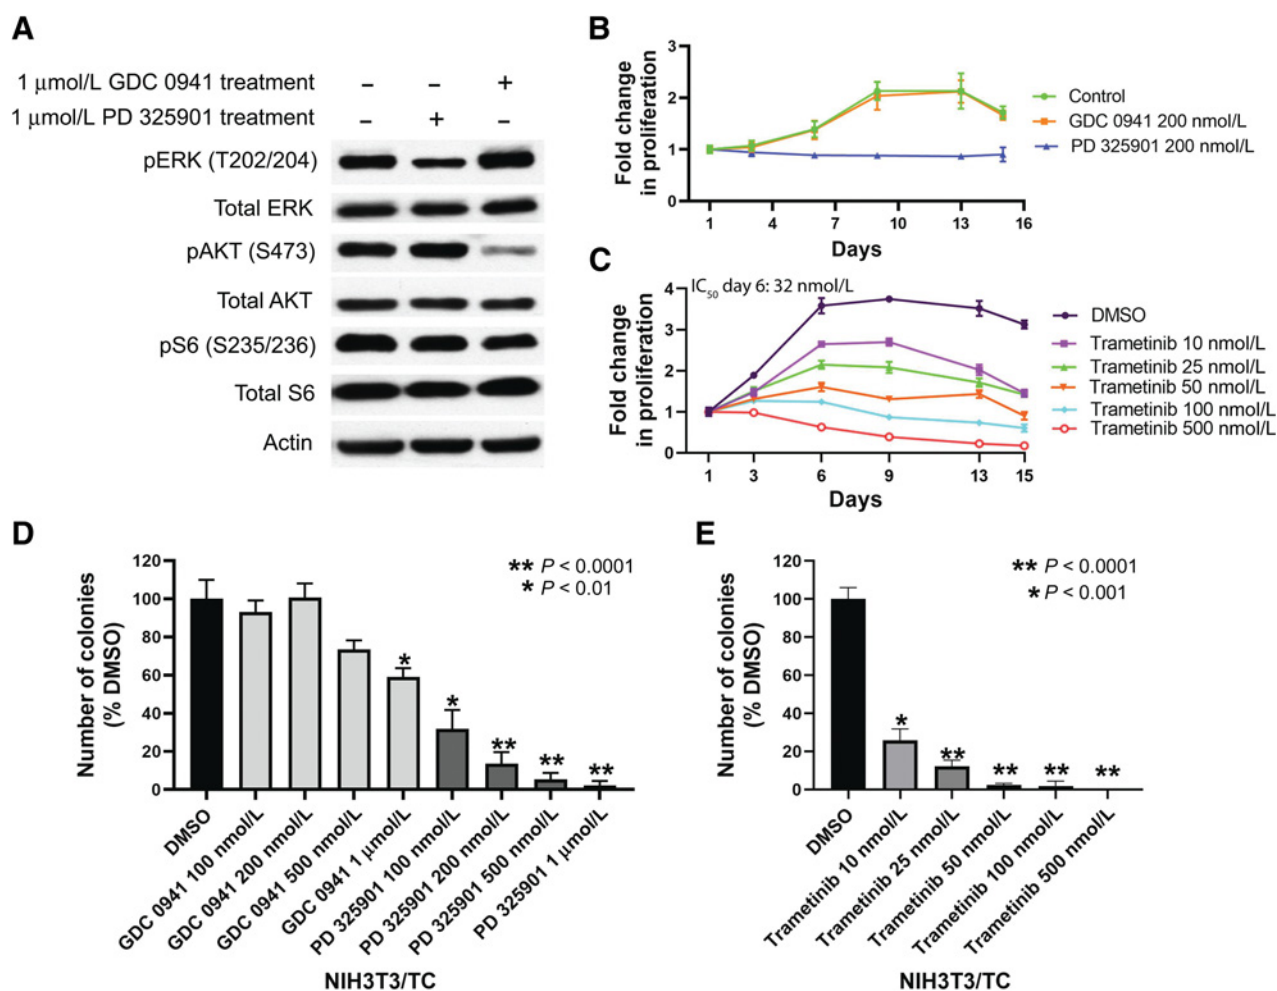 A
1 μmol/L GDC 0941 treatment - - +
1 μmol/L PD 325901 treatment - + -
pERK (T202/204)
Total ERK
pAKT (S473)
Total AKT
pS6 (S235/236)
Total S6
Actin
B
Fold change
in proliferation
3
2
1
0
1 4 7 10 13 16
Days
Control
GDC 0941 200 nmol/L
PD 325901 200 nmol/L
C
IC50 day 6: 32 nmol/L
Fold change
in proliferation
4
3
2
1
0
1 3 6 9 13 15
Days
DMSO
Trametinib 10 nmol/L
Trametinib 25 nmol/L
Trametinib 50 nmol/L
Trametinib 100 nmol/L
Trametinib 500 nmol/L
D
Number of colonies
(% DMSO)
120
100
80
60
40
20
0
** P < 0.0001
* P < 0.01
*
*
**
**
**
DMSO
GDC 0941 100 nmol/L
GDC 0941 200 nmol/L
GDC 0941 500 nmol/L
GDC 0941 1 μmol/L
PD 325901 100 nmol/L
PD 325901 200 nmol/L
PD 325901 500 nmol/L
PD 325901 1 μmol/L
NIH3T3/TC
E
Number of colonies
(% DMSO)
120
100
80
60
40
20
0
** P < 0.0001
* P < 0.001
*
**
**
**
**
DMSO
Trametinib 10 nmol/L
Trametinib 25 nmol/L
Trametinib 50 nmol/L
Trametinib 100 nmol/L
Trametinib 500 nmol/L
NIH3T3/TC